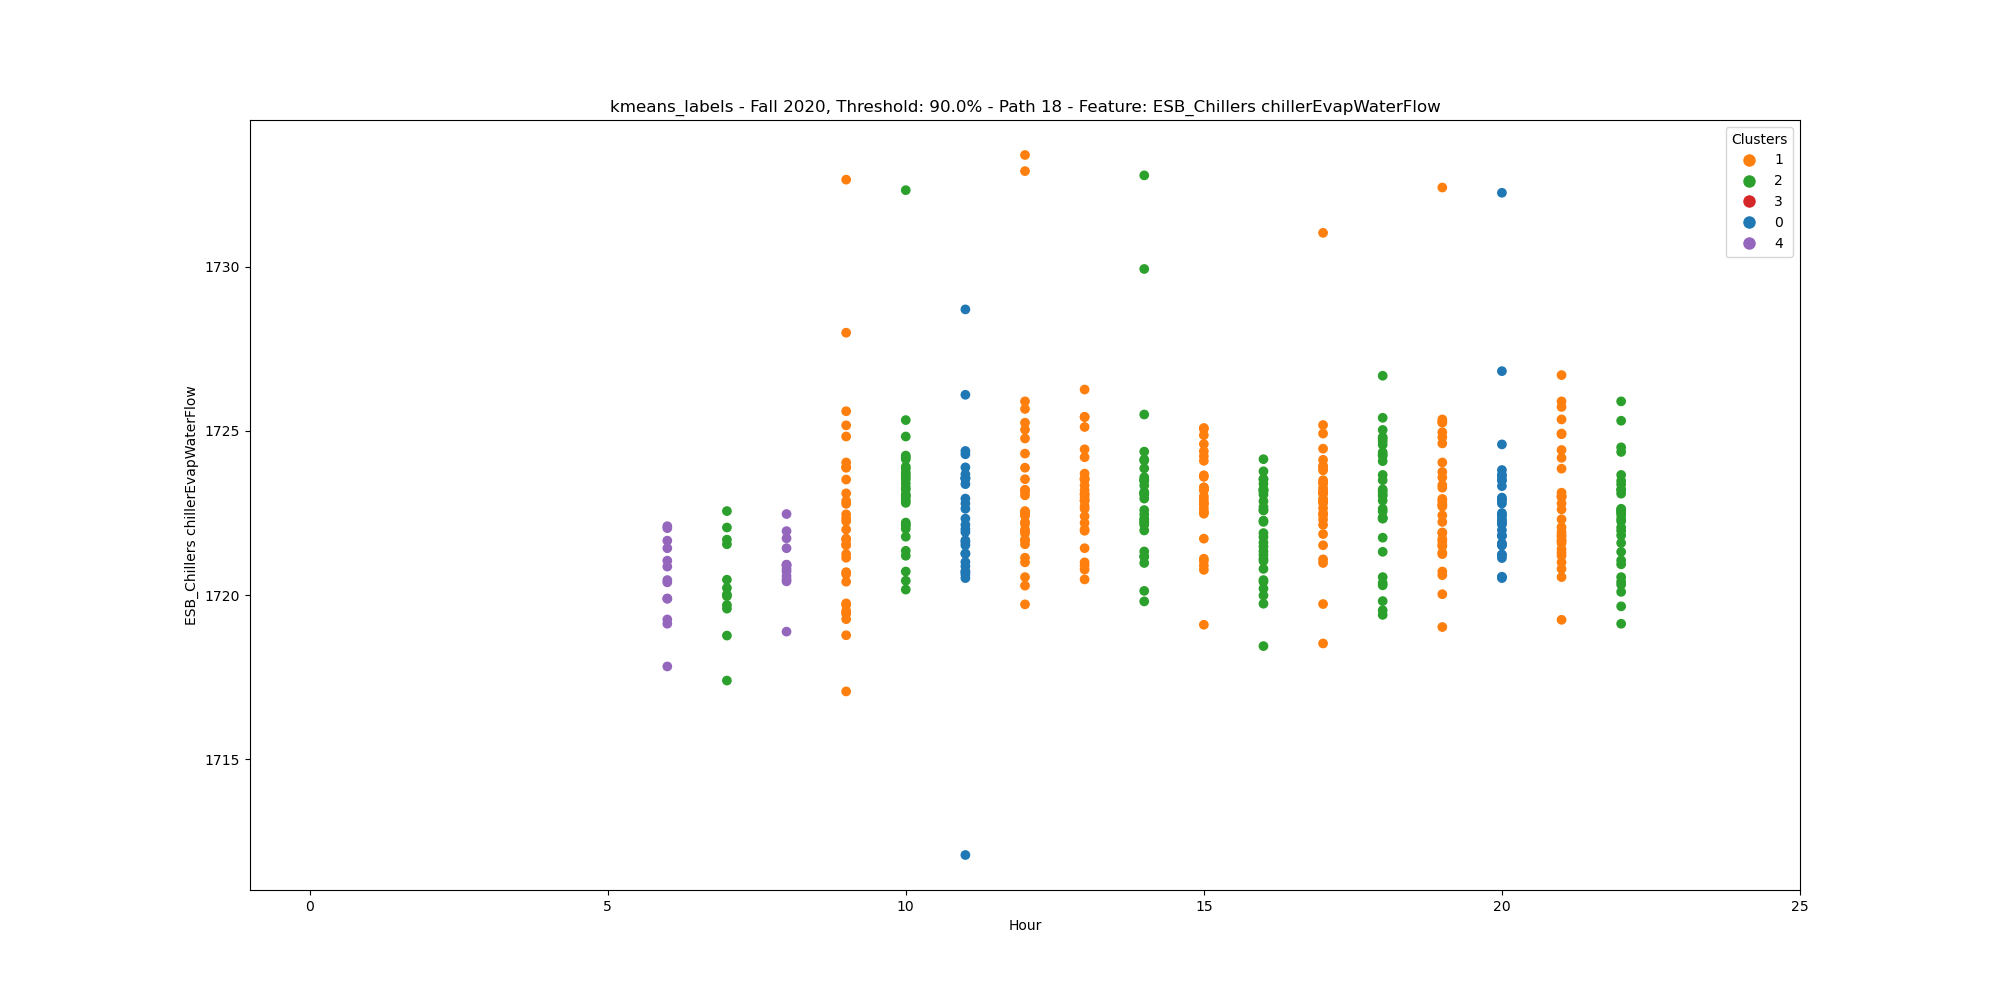 kmeans_labels - Fall 2020, Threshold: 90.0% - Path 18 - Feature: ESB_Chillers chillerEvapWaterFlow
Clusters
1
2
3
0
4
ESB_Chillers chillerEvapWaterFlow
1730
1725
1720
1715
0 5 10 15 20 25
Hour